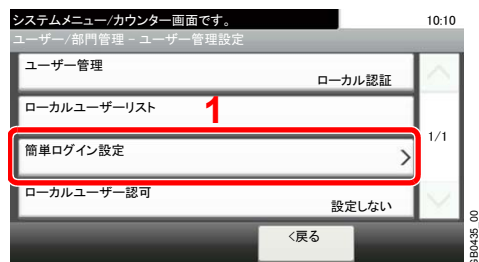 システムメニュー/カウンター画面です。
10:10
ユーザー/部門管理 - ユーザー管理設定
ユーザー管理
ローカル認証
ローカルユーザーリスト
1
簡単ログイン設定
1/1
ローカルユーザー認可
設定しない
<戻る
GB0435_00